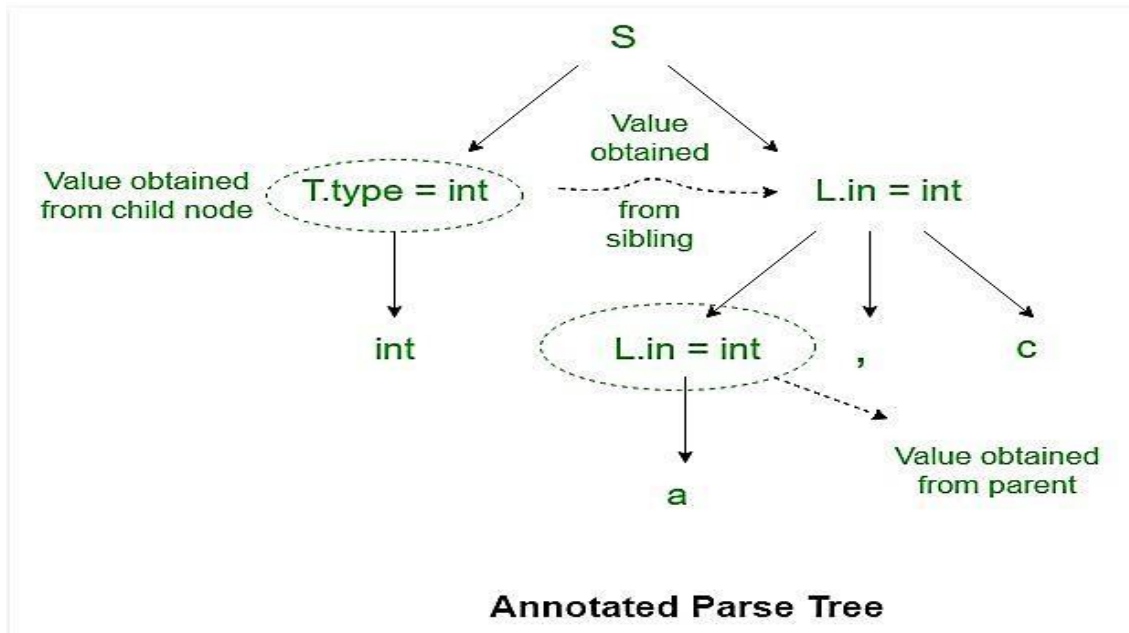 S
Value
obtained
from
sibling
Value obtained
from child node
T.type = int
L.in = int
int
L.in = int
,
c
a
Value obtained
from parent
Annotated Parse Tree